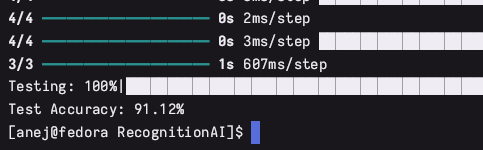 4/4 ━━━━━━━━━━━━━━━━━━━━ 0s 2ms/step
4/4 ━━━━━━━━━━━━━━━━━━━━ 0s 3ms/step
3/3 ━━━━━━━━━━━━━━━━━━━━ 1s 607ms/step
Testing: 100%|
Test Accuracy: 91.12%
[anej@fedora RecognitionAI]$